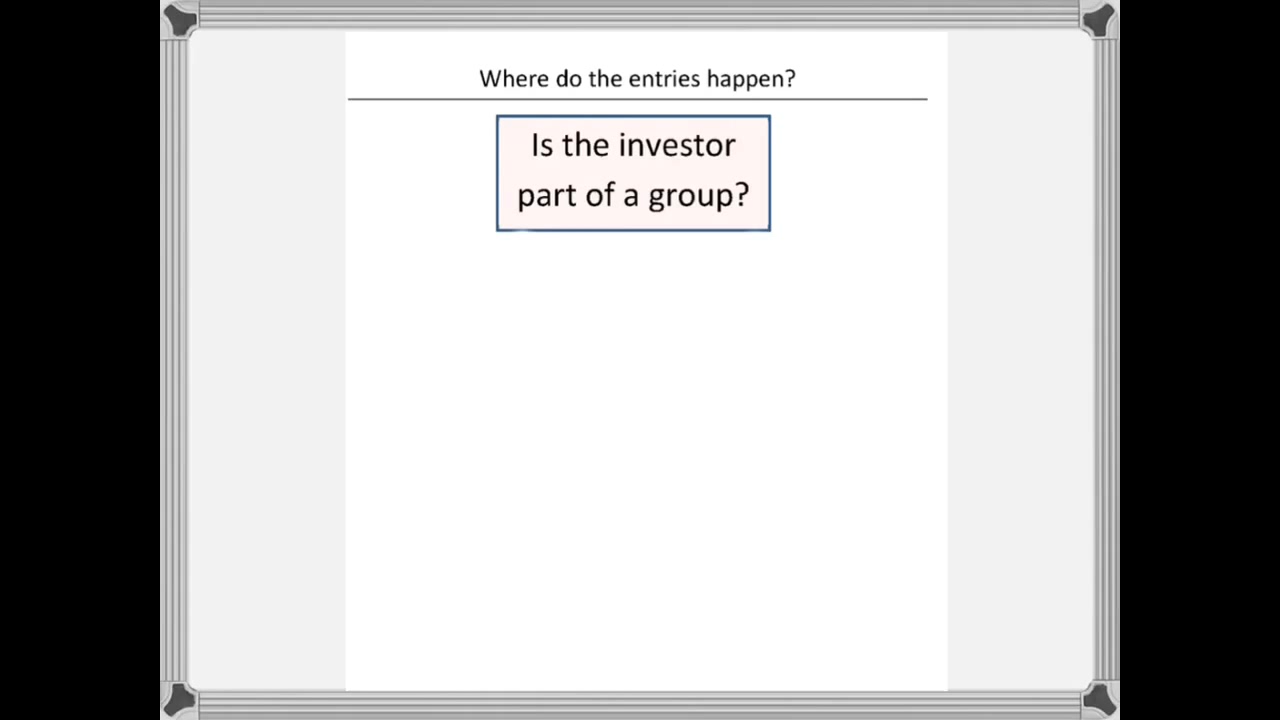 Where do the entries happen?
Is the investor
part of a group?